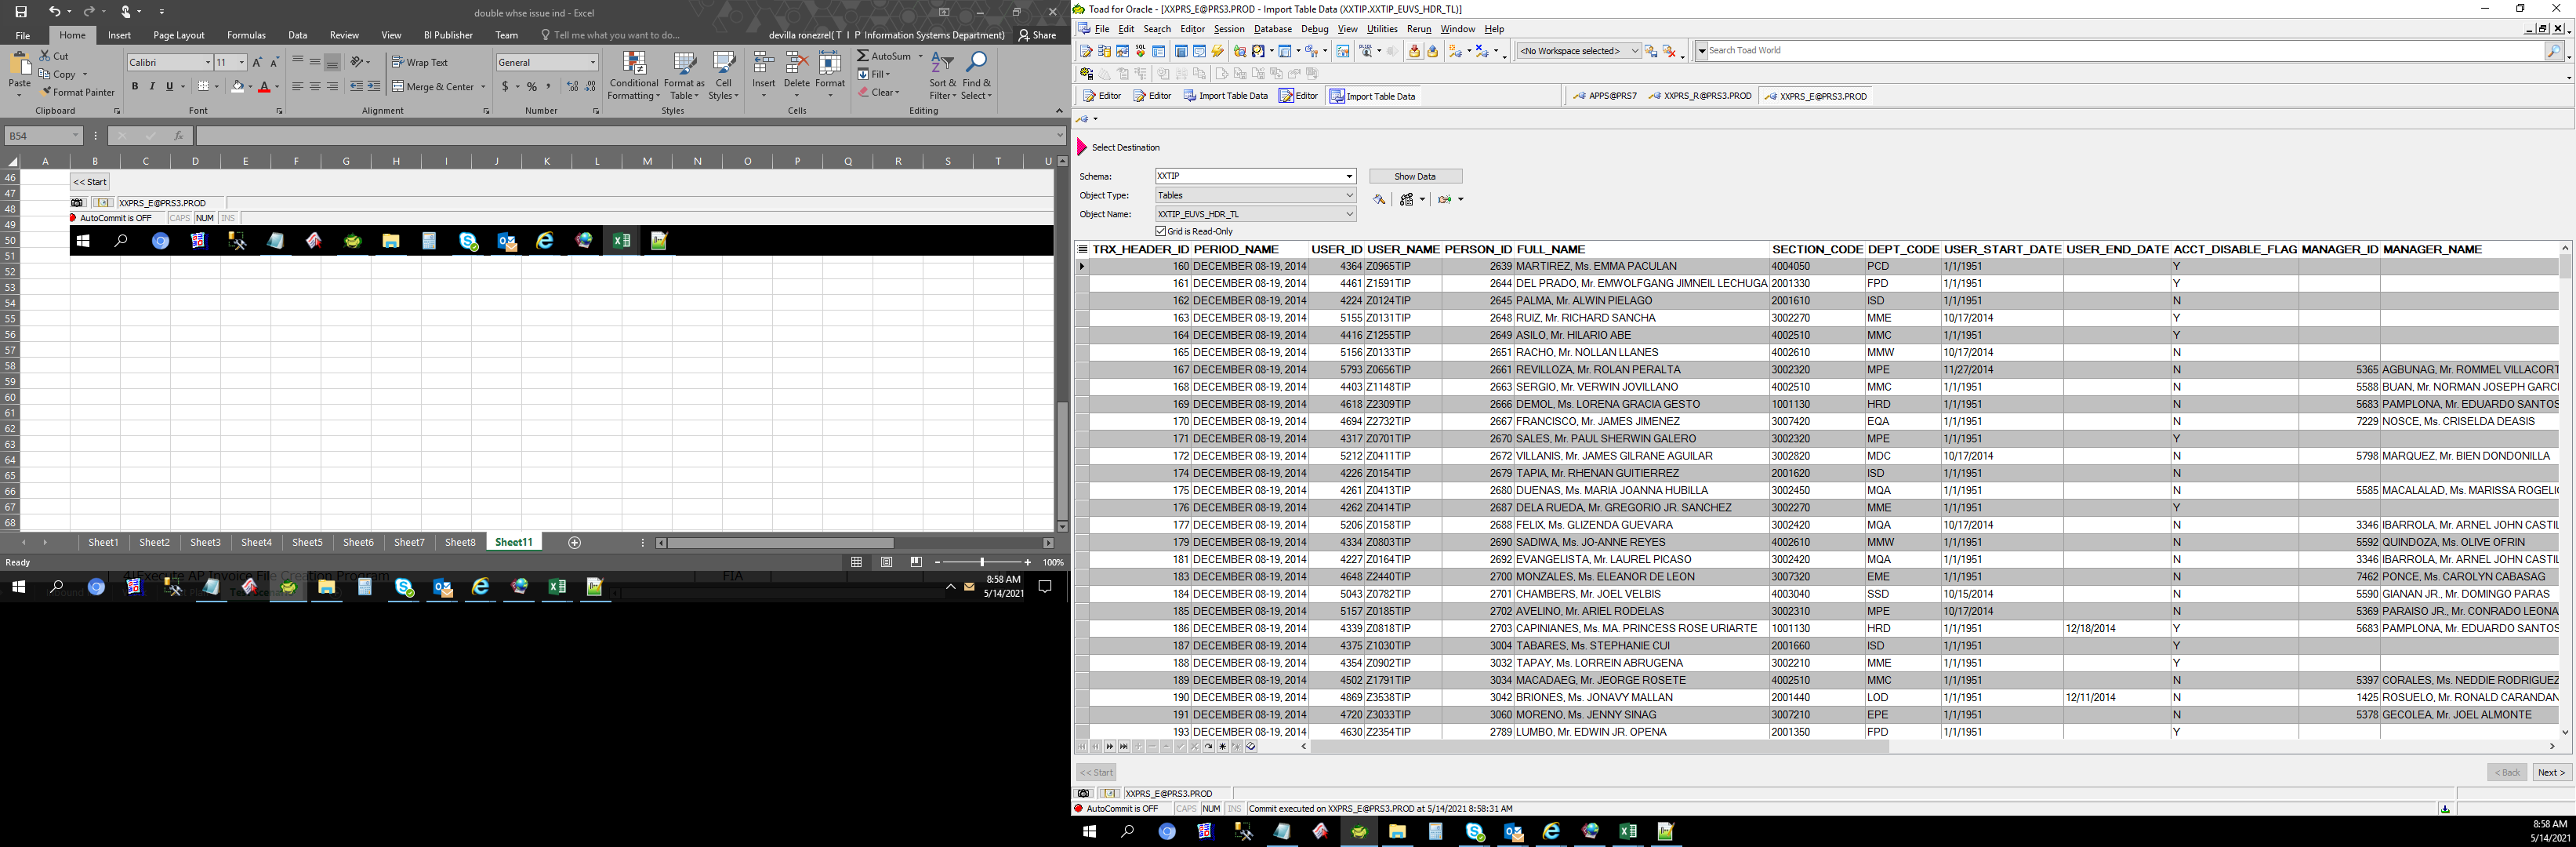 double whse issue ind - Excel
File Home Insert Page Layout Formulas Data Review View BI Publisher Team Tell me what you want to do... devilla ronezrel( T I P Information Systems Department) Share
Paste
Cut
Copy
Format Painter
Clipboard
Calibri 11
B I U
Font
Wrap Text
Merge & Center
Alignment
General
$ % ,
Number
Conditional Formatting
Format as Table
Cell Styles
Styles
Insert Delete Format
Cells
AutoSum
Fill
Clear
Sort & Filter
Find & Select
Editing
B54 fx
A B C D E F G H I J K L M N O P Q R S T U
46 << Start
47
48 XXPRS_E@PRS3.PROD
49 AutoCommit is OFF CAPS NUM INS
50
51
52
53
54
55
56
57
58
59
60
61
62
63
64
65
66
67
68
Sheet1 Sheet2 Sheet3 Sheet4 Sheet5 Sheet6 Sheet7 Sheet8 Sheet11
Ready 100%
Execute AP Invoice File Creation Program FIA
8:58 AM
5/14/2021
Toad for Oracle - [XXPRS_E@PRS3.PROD - Import Table Data (XXTIP.XXTIP_EUVS_HDR_TL)]
File Edit Search Editor Session Database Debug View Utilities Rerun Window Help
<No Workspace selected> Search Toad World
Editor Editor Import Table Data Editor Import Table Data APPS@PRS7 XXPRS_R@PRS3.PROD XXPRS_E@PRS3.PROD
Select Destination
Schema: XXTIP Show Data
Object Type: Tables
Object Name: XXTIP_EUVS_HDR_TL
Grid is Read-Only
TRX_HEADER_ID PERIOD_NAME USER_ID USER_NAME PERSON_ID FULL_NAME SECTION_CODE DEPT_CODE USER_START_DATE USER_END_DATE ACCT_DISABLE_FLAG MANAGER_ID MANAGER_NAME
160 DECEMBER 08-19, 2014 4364 Z0965TIP 2639 MARTIREZ, Ms. EMMA PACULAN 4004050 PCD 1/1/1951 Y
161 DECEMBER 08-19, 2014 4461 Z1591TIP 2644 DEL PRADO, Mr. EMWOLFGANG JIMNEIL LECHUGA 2001330 FPD 1/1/1951 Y
162 DECEMBER 08-19, 2014 4224 Z0124TIP 2645 PALMA, Mr. ALWIN PIELAGO 2001610 ISD 1/1/1951 N
163 DECEMBER 08-19, 2014 5155 Z0131TIP 2648 RUIZ, Mr. RICHARD SANCHA 3002270 MME 10/17/2014 Y
164 DECEMBER 08-19, 2014 4416 Z1255TIP 2649 ASILO, Mr. HILARIO ABE 4002510 MMC 1/1/1951 Y
165 DECEMBER 08-19, 2014 5156 Z0133TIP 2651 RACHO, Mr. NOLLAN LLANES 4002610 MMW 10/17/2014 N
167 DECEMBER 08-19, 2014 5793 Z0656TIP 2661 REVILLOZA, Mr. ROLAN PERALTA 3002320 MPE 11/27/2014 N 5365 AGBUNAG, Mr. ROMMEL VILLACORT
168 DECEMBER 08-19, 2014 4403 Z1148TIP 2663 SERGIO, Mr. VERWIN JOVILLANO 4002510 MMC 1/1/1951 N 5588 BUAN, Mr. NORMAN JOSEPH GARCI
169 DECEMBER 08-19, 2014 4618 Z2309TIP 2666 DEMOL, Ms. LORENA GRACIA GESTO 1001130 HRD 1/1/1951 N 5683 PAMPLONA, Mr. EDUARDO SANTOS
170 DECEMBER 08-19, 2014 4694 Z2732TIP 2667 FRANCISCO, Mr. JAMES JIMENEZ 3007420 EQA 1/1/1951 N 7229 NOSCE, Ms. CRISELDA DEASIS
171 DECEMBER 08-19, 2014 4317 Z0701TIP 2670 SALES, Mr. PAUL SHERWIN GALERO 3002320 MPE 1/1/1951 Y
172 DECEMBER 08-19, 2014 5212 Z0411TIP 2672 VILLANIS, Mr. JAMES GILRANE AGUILAR 3002820 MDC 10/17/2014 N 5798 MARQUEZ, Mr. BIEN DONDONILLA
174 DECEMBER 08-19, 2014 4226 Z0154TIP 2679 TAPIA, Mr. RHENAN GUITIERREZ 2001620 ISD 1/1/1951 N
175 DECEMBER 08-19, 2014 4261 Z0413TIP 2680 DUENAS, Ms. MARIA JOANNA HUBILLA 3002450 MQA 1/1/1951 N 5585 MACALALAD, Ms. MARISSA ROGELIO
176 DECEMBER 08-19, 2014 4262 Z0414TIP 2687 DELA RUEDA, Mr. GREGORIO JR. SANCHEZ 3002270 MME 1/1/1951 Y
177 DECEMBER 08-19, 2014 5206 Z0158TIP 2688 FELIX, Ms. GLIZENDA GUEVARA 3002420 MQA 10/17/2014 N 3346 IBARROLA, Mr. ARNEL JOHN CASTIL
179 DECEMBER 08-19, 2014 4334 Z0803TIP 2690 SADIWA, Ms. JO-ANNE REYES 4002610 MMW 1/1/1951 N 5592 QUINDOZA, Ms. OLIVE OFRIN
181 DECEMBER 08-19, 2014 4227 Z0164TIP 2692 EVANGELISTA, Mr. LAUREL PICASO 3002420 MQA 1/1/1951 N 3346 IBARROLA, Mr. ARNEL JOHN CASTIL
183 DECEMBER 08-19, 2014 4648 Z2440TIP 2700 MONZALES, Ms. ELEANOR DE LEON 3007320 EME 1/1/1951 N 7462 PONCE, Ms. CAROLYN CABASAG
184 DECEMBER 08-19, 2014 5043 Z0782TIP 2701 CHAMBERS, Mr. JOEL VELBIS 4003040 SSD 10/15/2014 N 5590 GIANAN JR., Mr. DOMINGO PARAS
185 DECEMBER 08-19, 2014 5157 Z0185TIP 2702 AVELINO, Mr. ARIEL RODELAS 3002310 MPE 10/17/2014 N 5369 PARAISO JR., Mr. CONRADO LEONA
186 DECEMBER 08-19, 2014 4339 Z0818TIP 2703 CAPINIANES, Ms. MA. PRINCESS ROSE URIARTE 1001130 HRD 1/1/1951 12/18/2014 Y 5683 PAMPLONA, Mr. EDUARDO SANTOS
187 DECEMBER 08-19, 2014 4375 Z1030TIP 3004 TABARES, Ms. STEPHANIE CUI 2001660 ISD 1/1/1951 Y
188 DECEMBER 08-19, 2014 4354 Z0902TIP 3032 TAPAY, Ms. LORREIN ABRUGENA 3002210 MME 1/1/1951 Y
189 DECEMBER 08-19, 2014 4502 Z1791TIP 3034 MACADAEG, Mr. JEORGE ROSETE 4002510 MMC 1/1/1951 N 5397 CORALES, Ms. NEDDIE RODRIGUEZ
190 DECEMBER 08-19, 2014 4869 Z3538TIP 3042 BRIONES, Ms. JONAVY MALLAN 2001440 LOD 1/1/1951 12/11/2014 N 1425 ROSUELO, Mr. RONALD CARANDAN
191 DECEMBER 08-19, 2014 4720 Z3033TIP 3060 MORENO, Ms. JENNY SINAG 3007210 EPE 1/1/1951 N 5378 GECOLEA, Mr. JOEL ALMONTE
193 DECEMBER 08-19, 2014 4630 Z2354TIP 2789 LUMBO, Mr. EDWIN JR. OPENA 2001350 FPD 1/1/1951 Y
<< Start < Back Next >
XXPRS_E@PRS3.PROD
AutoCommit is OFF CAPS NUM INS Commit executed on XXPRS_E@PRS3.PROD at 5/14/2021 8:58:31 AM
8:58 AM
5/14/2021